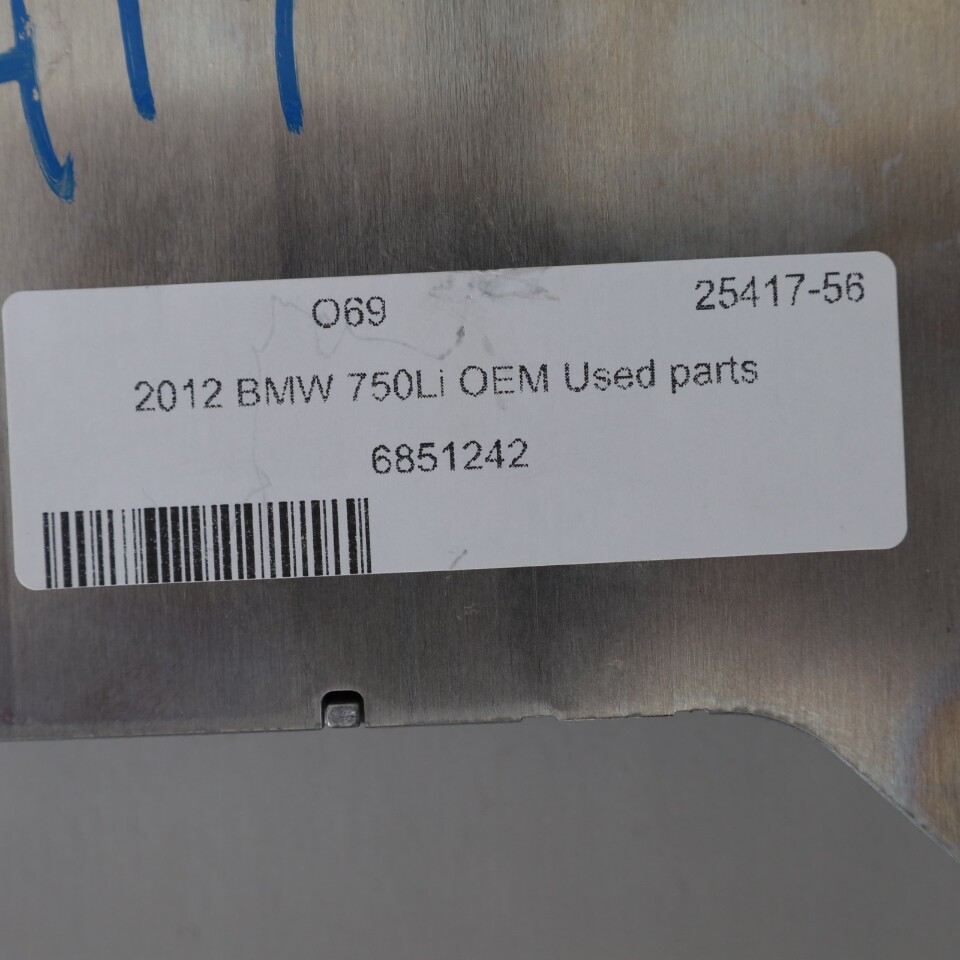 O69 25417-56
2012 BMW 750Li OEM Used parts
6851242